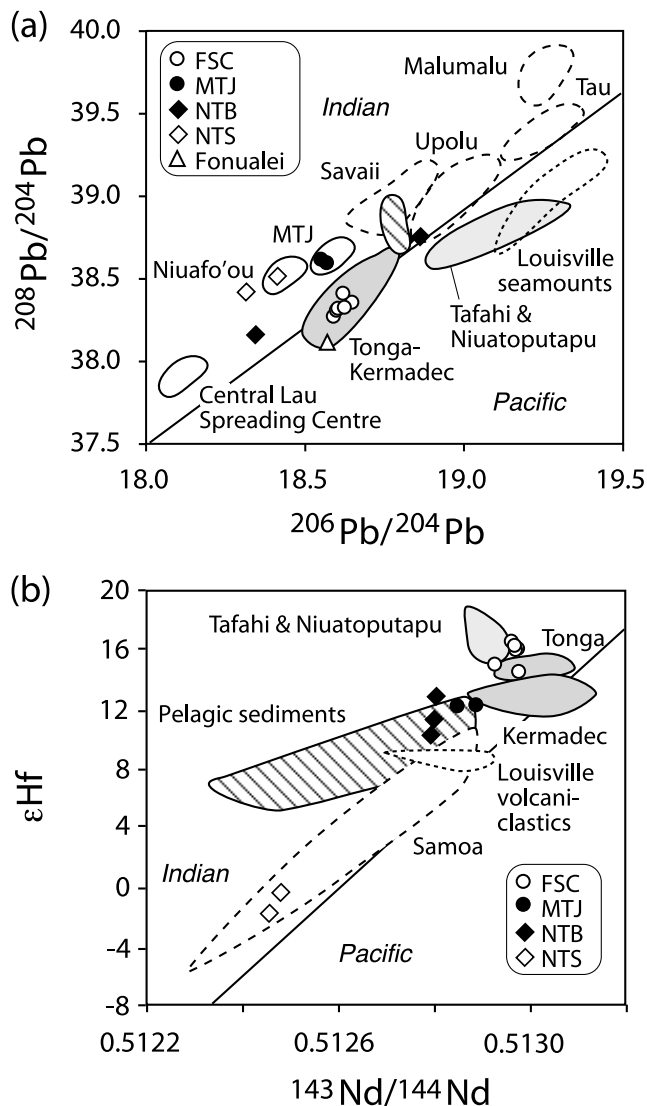 (a)
40.0
39.5
39.0
38.5
38.0
37.5
208Pb/204Pb
FSC
MTJ
NTB
NTS
Fonualei
Indian
Malumalu
Tau
Upolu
Savaii
MTJ
Niuafo'ou
Louisville
seamounts
Tafahi &
Niuatoputapu
Tonga-
Kermadec
Central Lau
Spreading Centre
Pacific
18.0 18.5 19.0 19.5
206Pb/204Pb
(b)
20
16
12
8
4
0
-4
-8
εHf
Tafahi & Niuatoputapu
Tonga
Pelagic sediments
Kermadec
Louisville
volcani-
clastics
Samoa
Indian
Pacific
FSC
MTJ
NTB
NTS
0.5122 0.5126 0.5130
143Nd/144Nd